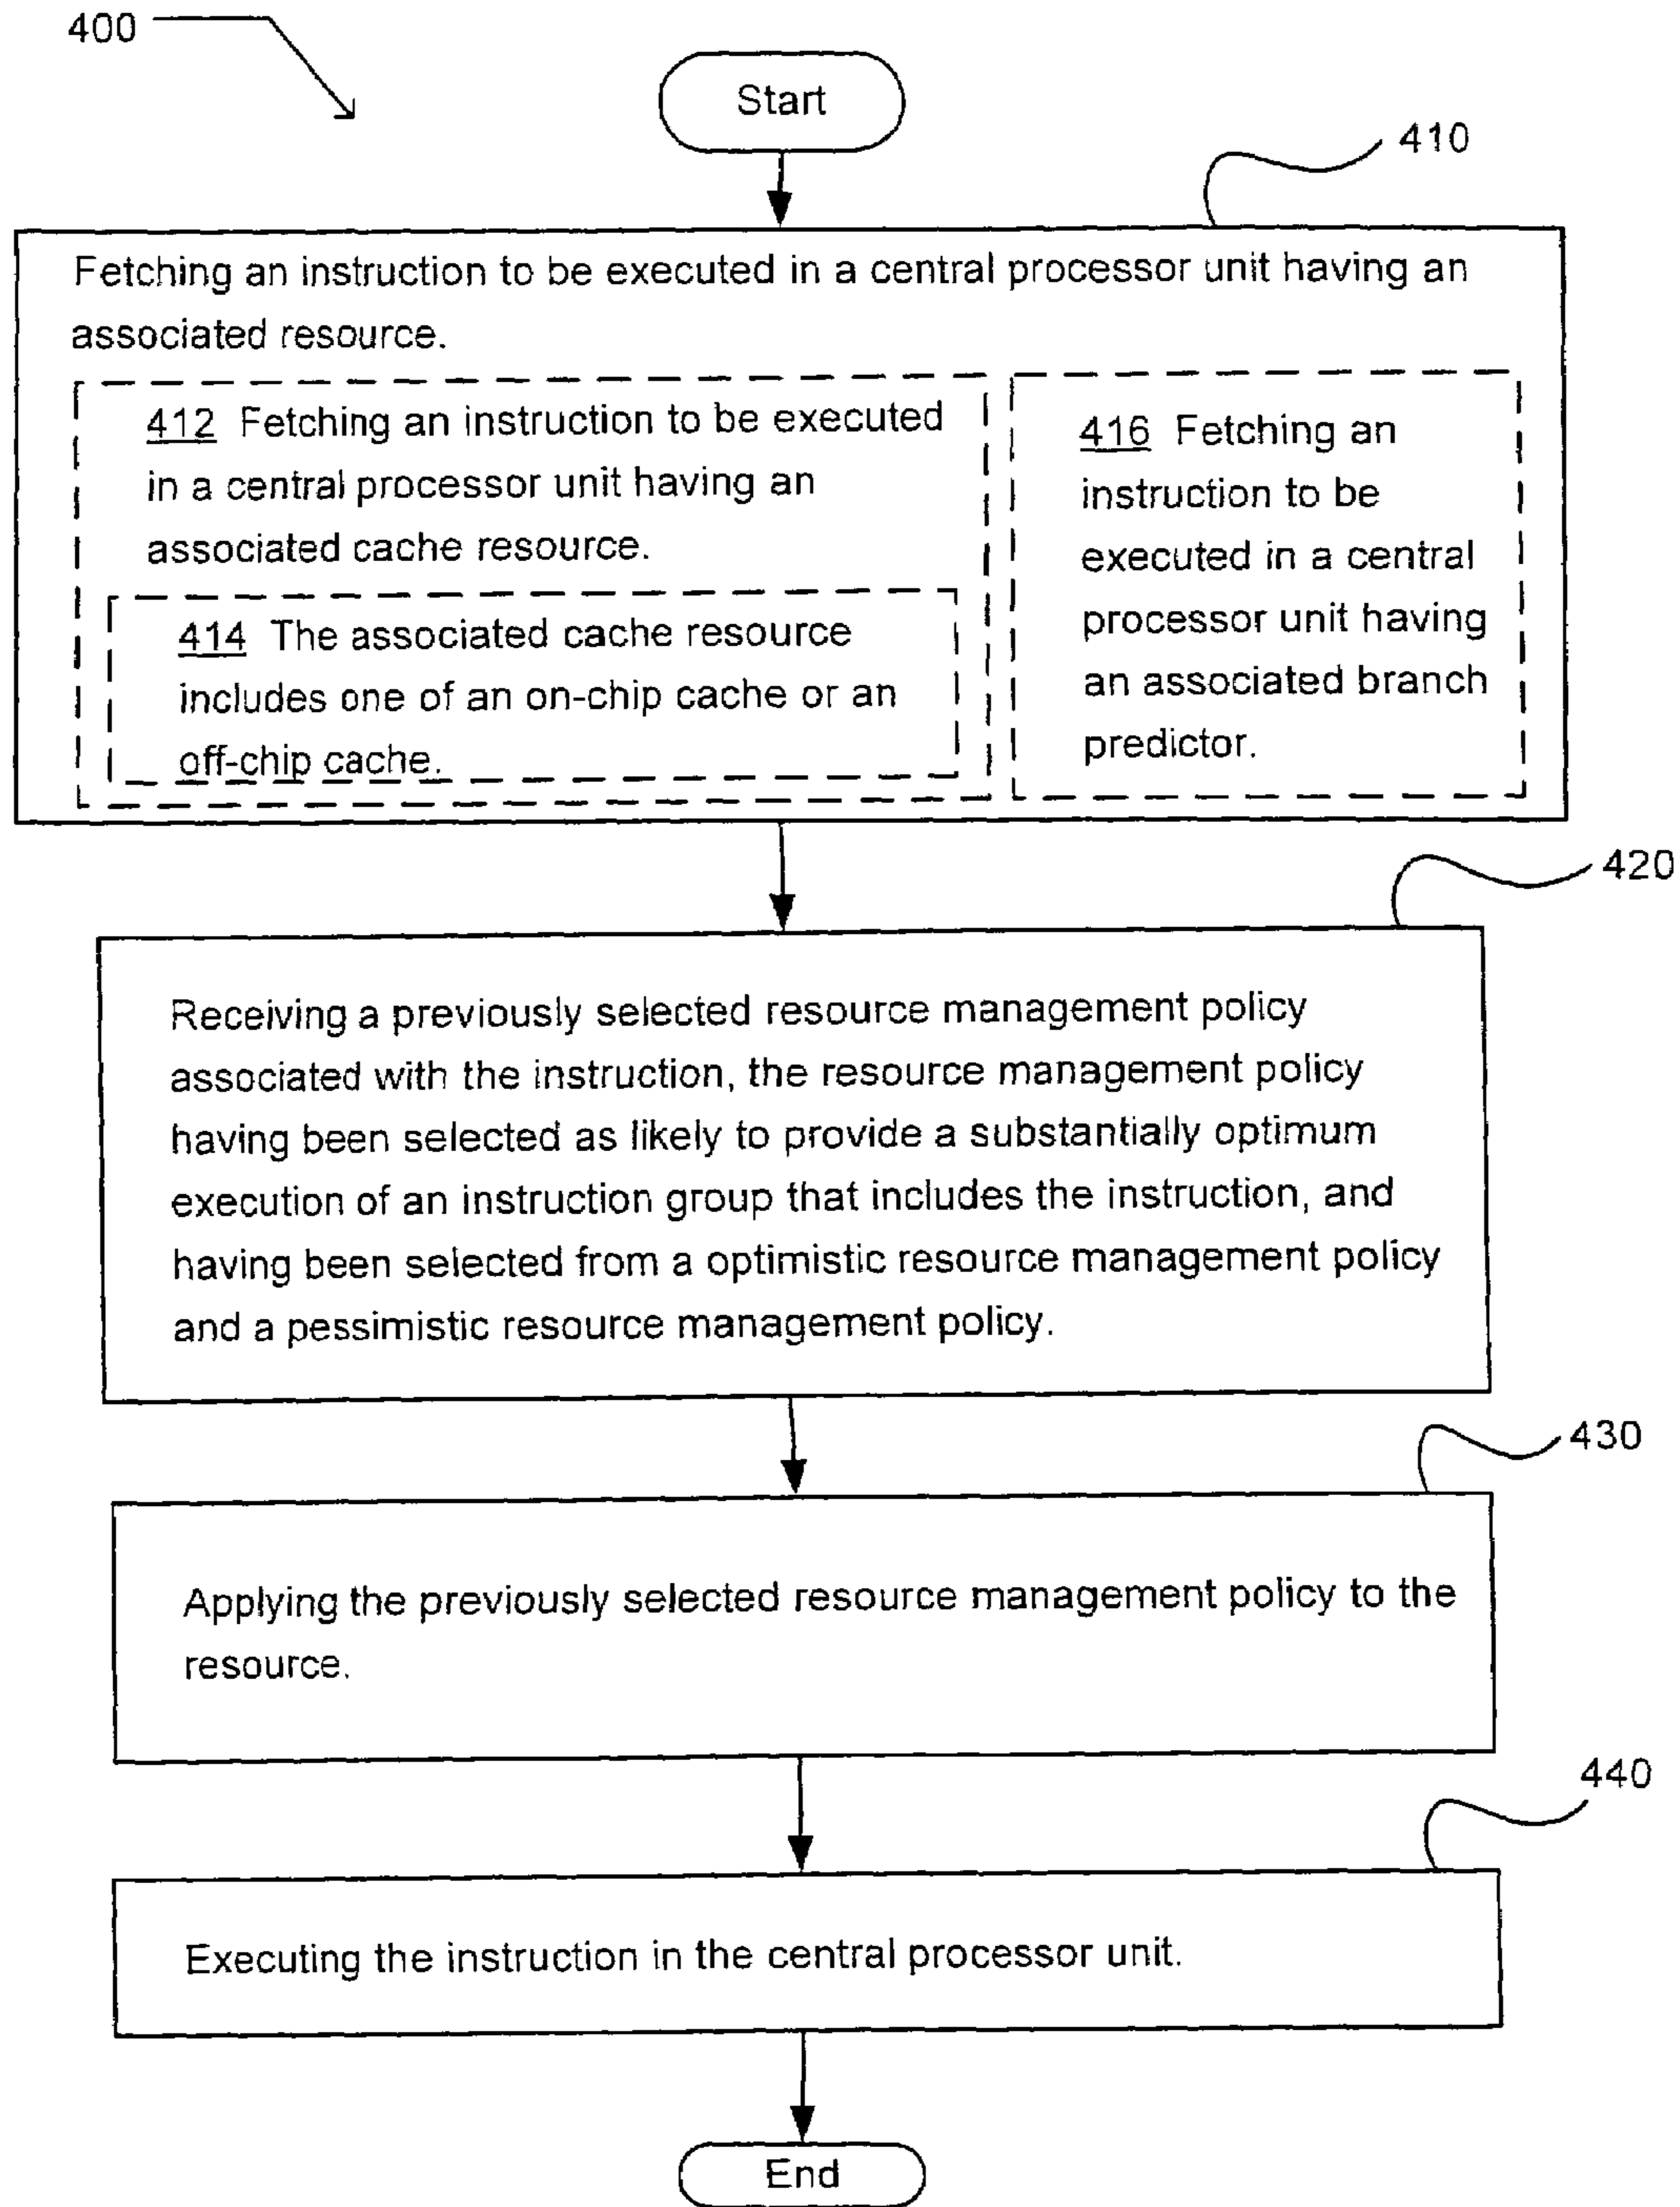 400
Start
410
Fetching an instruction to be executed in a central processor unit having an
associated resource.
412 Fetching an instruction to be executed
in a central processor unit having an
associated cache resource.
414 The associated cache resource
includes one of an on-chip cache or an
off-chip cache.
416 Fetching an
instruction to be
executed in a central
processor unit having
an associated branch
predictor.
420
Receiving a previously selected resource management policy
associated with the instruction, the resource management policy
having been selected as likely to provide a substantially optimum
execution of an instruction group that includes the instruction, and
having been selected from a optimistic resource management policy
and a pessimistic resource management policy.
430
Applying the previously selected resource management policy to the
resource.
440
Executing the instruction in the central processor unit.
End